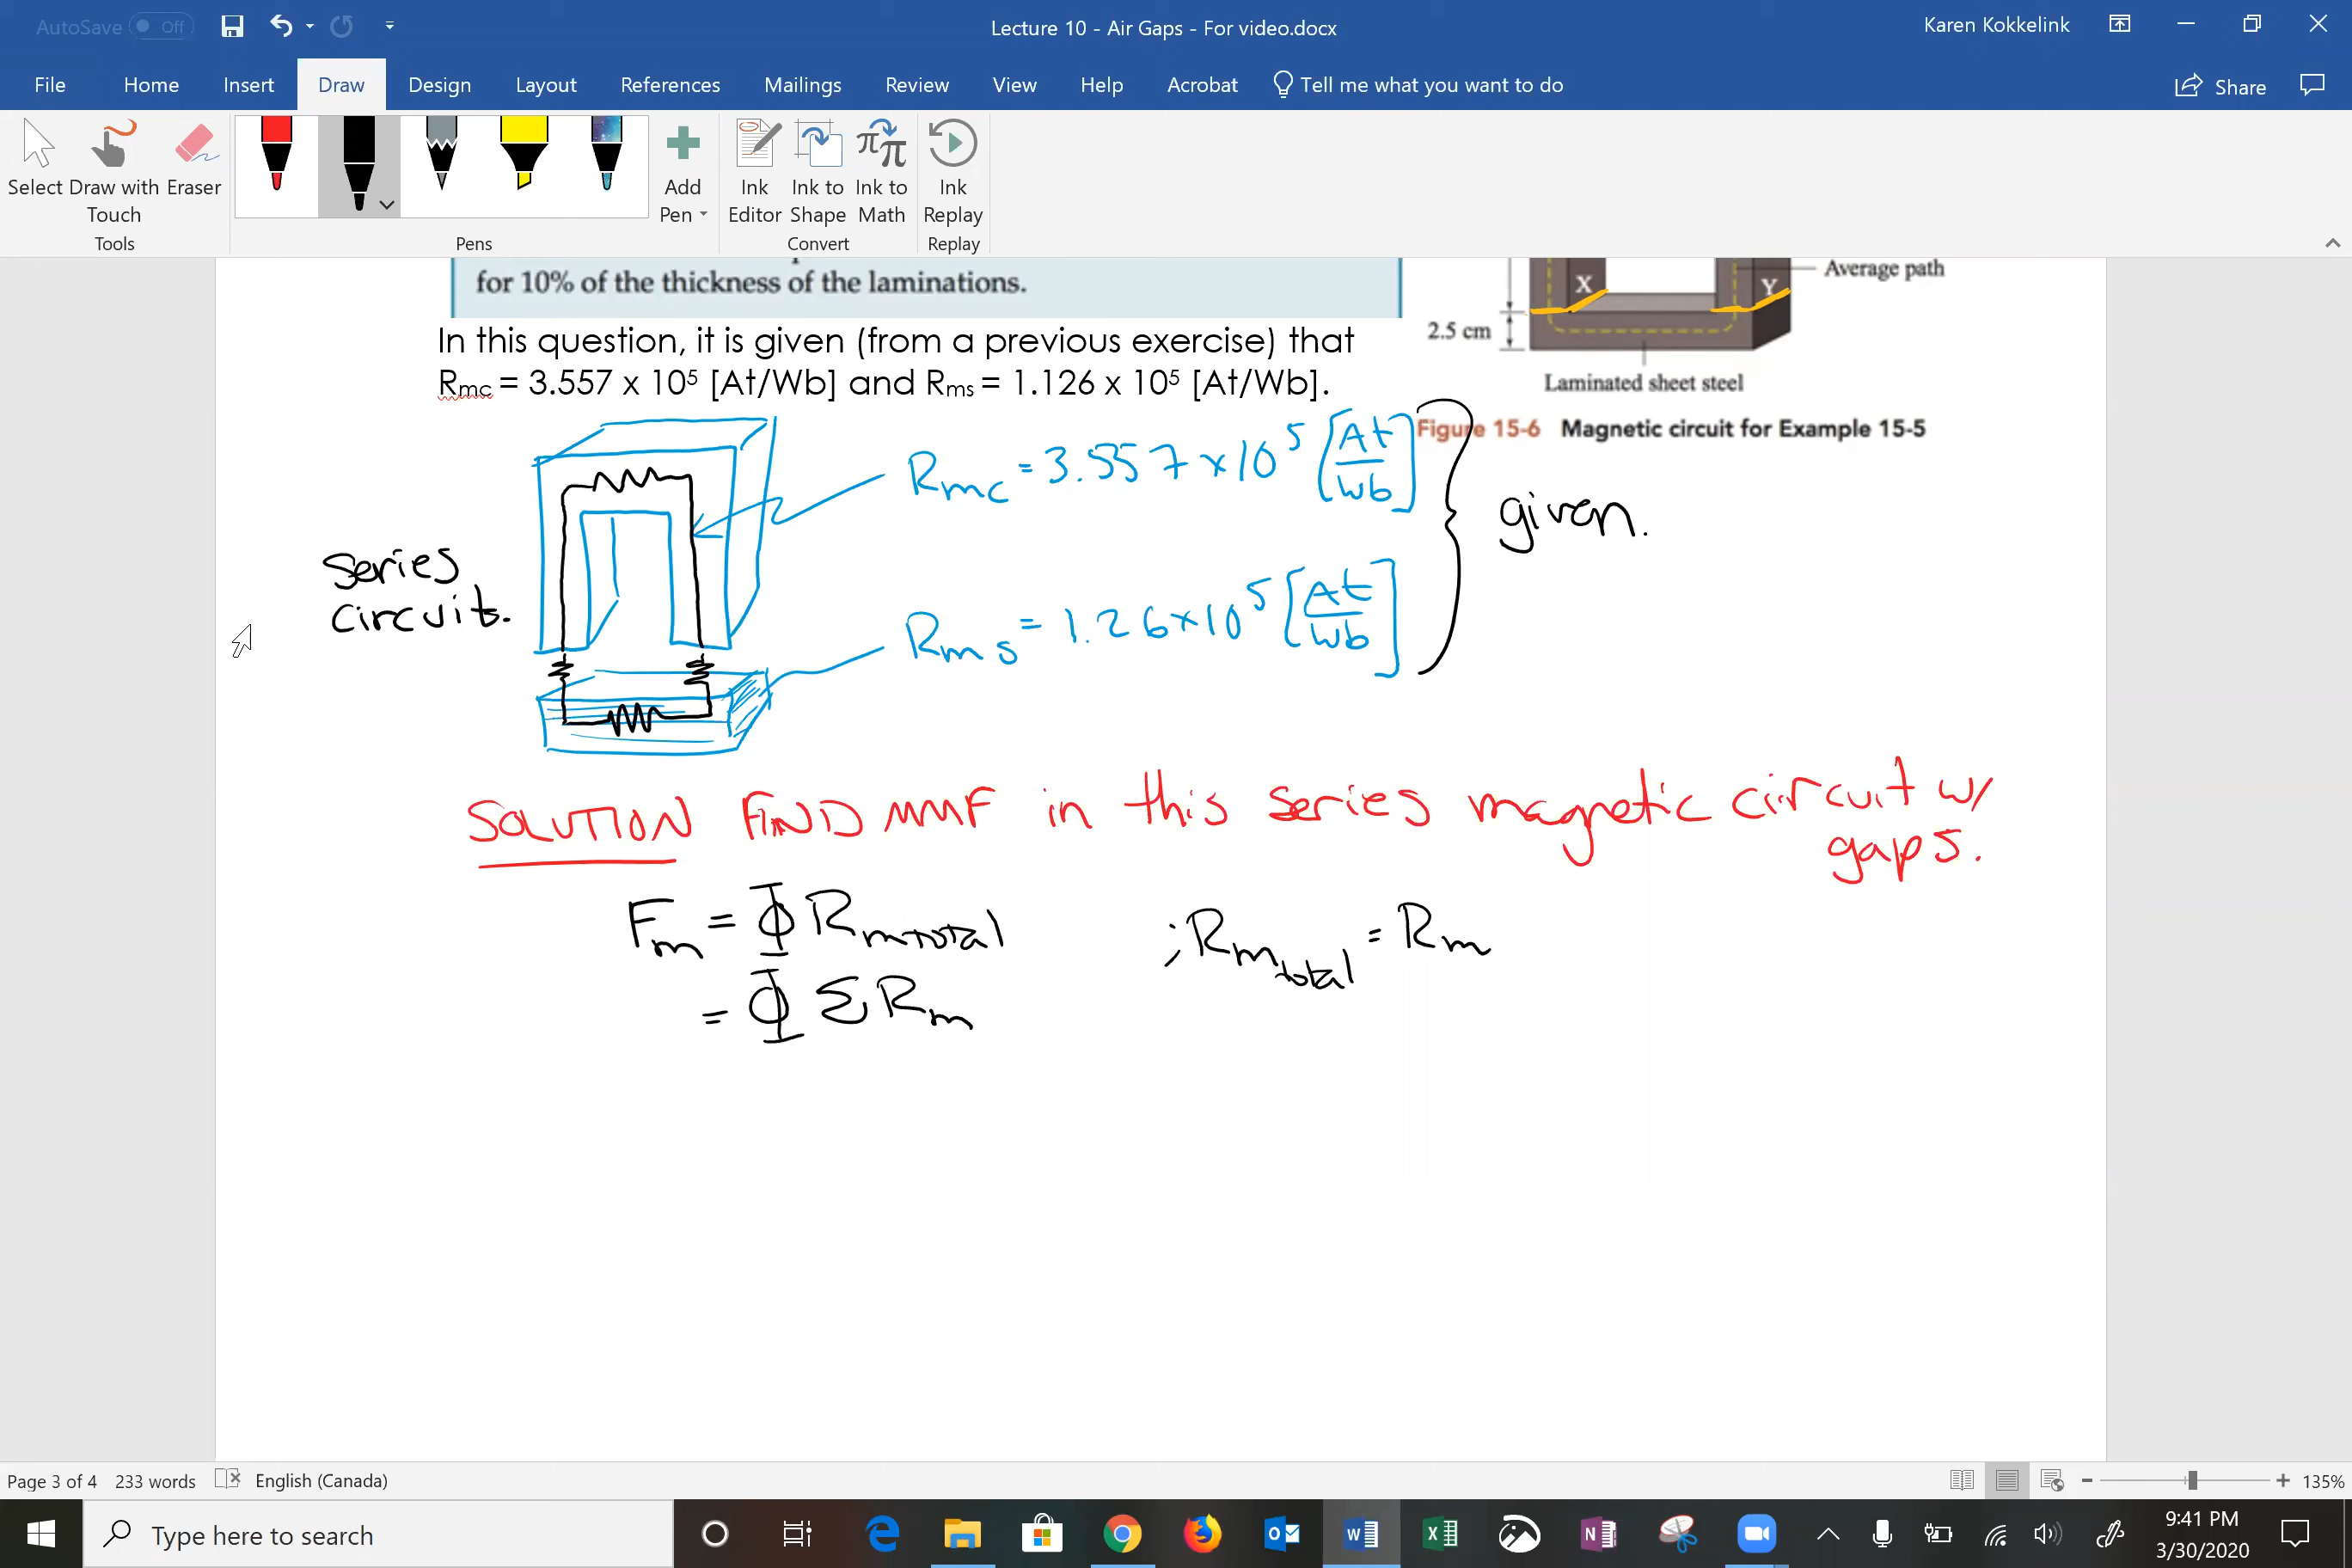 AutoSave Off
Lecture 10 - Air Gaps - For video.docx
Karen Kokkelink
File Home Insert Draw Design Layout References Mailings Review View Help Acrobat Tell me what you want to do Share
Select Draw with Touch Eraser
Tools
Pens
Add Pen
Ink Editor
Ink to Shape
Ink to Math
Convert
Ink Replay
Replay
for 10% of the thickness of the laminations.
In this question, it is given (from a previous exercise) that
Rmc = 3.557 x 10⁵ [At/Wb] and Rms = 1.126 x 10⁵ [At/Wb].
X
Y
Average path
2.5 cm
Laminated sheet steel
Figure 15-6 Magnetic circuit for Example 15-5
Rmc = 3.557 x 10⁵ [At/Wb]
given.
series
circuit.
Rms = 1.26 x 10⁵ [At/Wb]
SOLUTION FIND MMF in this series magnetic circuit w/
gaps.
Fm = Φ Rm total ; Rm total = Rm
= Φ Σ Rm
Page 3 of 4 233 words English (Canada) 135%
Type here to search
9:41 PM
3/30/2020